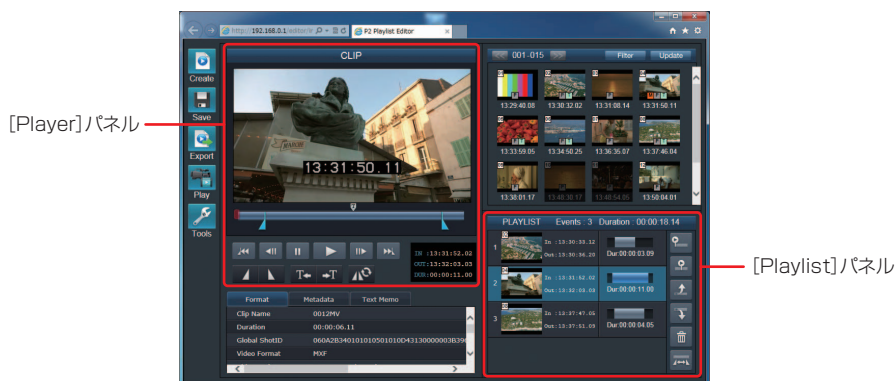 http://192.168.0.1/editor/
P2 Playlist Editor
Create
Save
Export
Play
Tools
[Player]パネル
CLIP
13:31:50.11
IN :13:31:52.02
OUT:13:32:03.03
DUR:00:00:11.00
Format Metadata Text Memo
Clip Name 0012MV
Duration 00:00:06.11
Global ShotID 060A2B340101010501010D43130000003B39
Video Format MXF
001-015 Filter Update
13:29:40.08 13:30:32.02 13:31:08.14 13:31:50.11
13:33:59.05 13:34:50.25 13:36:35.07 13:37:46.04
13:38:01.17 13:48:30.17 13:48:54.05 13:50:04.01
PLAYLIST Events : 3 Duration : 00:00:18.14
1 In :13:30:33.12
Out:13:30:36.20 Dur:00:00:03.09
2 In :13:31:52.02
Out:13:32:03.03 Dur:00:00:11.00
3 In :13:37:47.05
Out:13:37:51.09 Dur:00:00:04.05
[Playlist]パネル